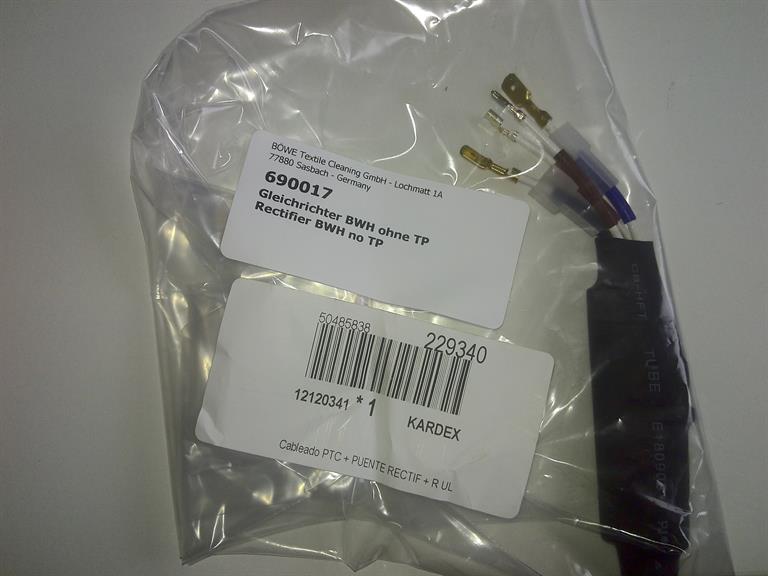 BÖWE Textile Cleaning GmbH - Lochmatt 1A
77880 Sasbach - Germany
690017
Gleichrichter BWH ohne TP
Rectifier BWH no TP
50485838
229340
12120341 * 1 KARDEX
Cableado PTC + PUENTE RECTIF + R UL
TUBE